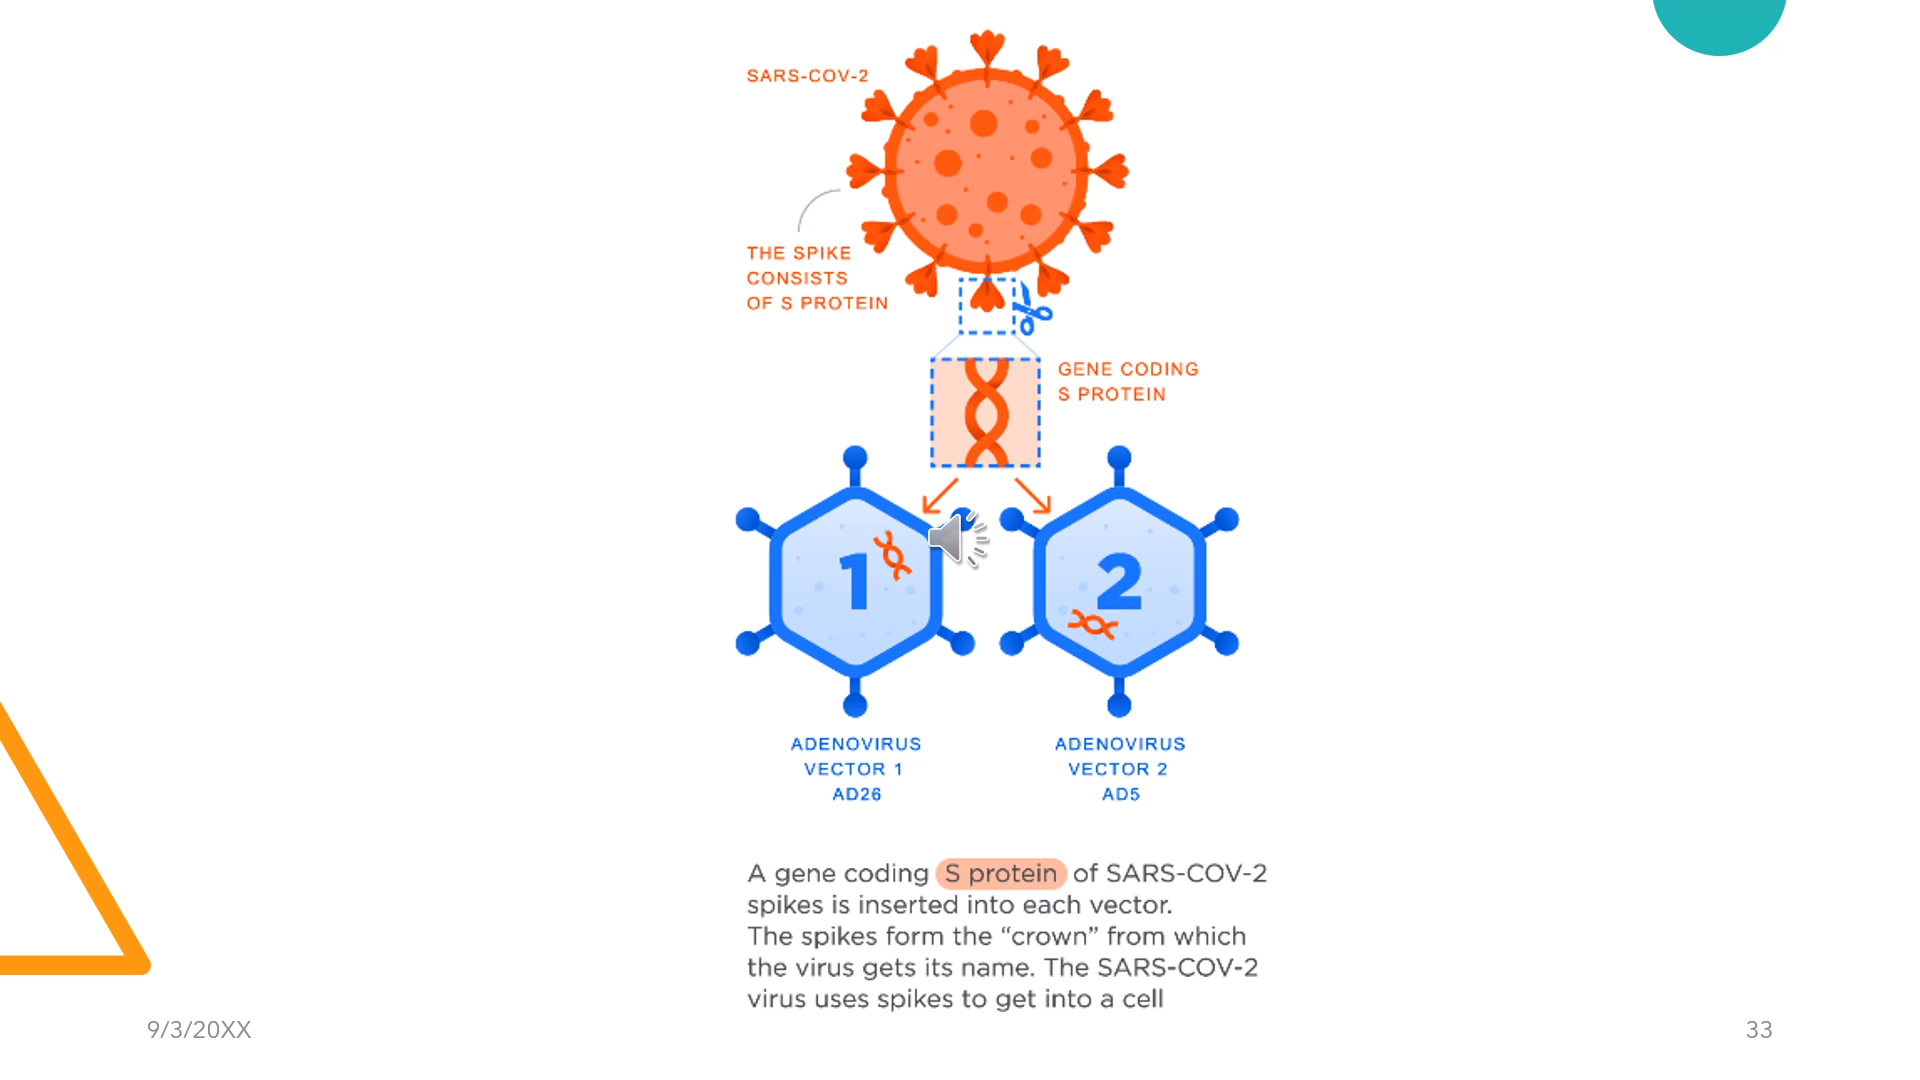 SARS-COV-2
THE SPIKE
CONSISTS
OF S PROTEIN
GENE CODING
S PROTEIN
1
2
ADENOVIRUS
VECTOR 1
AD26
ADENOVIRUS
VECTOR 2
AD5
A gene coding S protein of SARS-COV-2
spikes is inserted into each vector.
The spikes form the “crown” from which
the virus gets its name. The SARS-COV-2
virus uses spikes to get into a cell
9/3/20XX
33